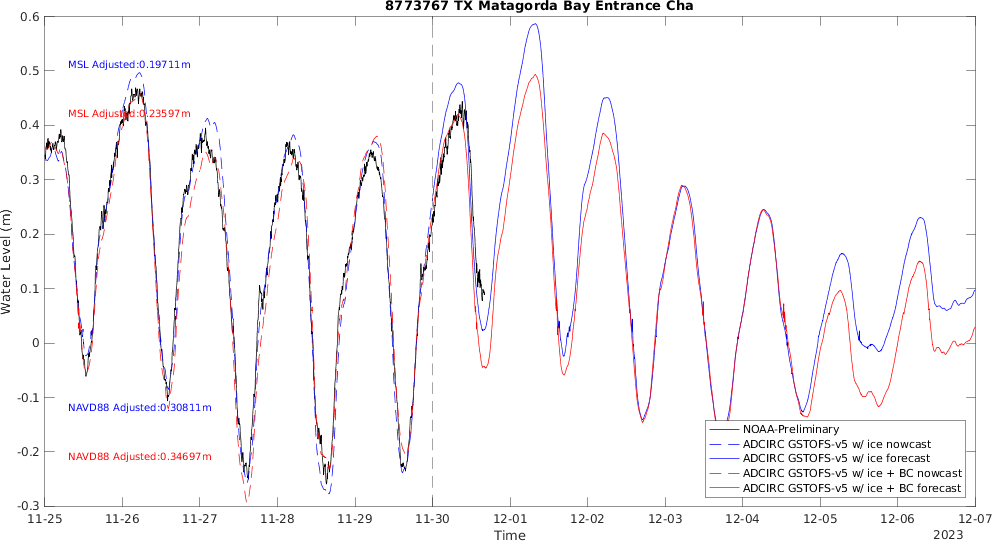 8773767 TX Matagorda Bay Entrance Cha
0.6
0.5
0.4
0.3
0.2
0.1
0
-0.1
-0.2
-0.3
Water Level (m)
MSL Adjusted:0.19711m
MSL Adjusted:0.23597m
NAVD88 Adjusted:0.30811m
NAVD88 Adjusted:0.34697m
NOAA-Preliminary
ADCIRC GSTOFS-v5 w/ ice nowcast
ADCIRC GSTOFS-v5 w/ ice forecast
ADCIRC GSTOFS-v5 w/ ice + BC nowcast
ADCIRC GSTOFS-v5 w/ ice + BC forecast
11-25 11-26 11-27 11-28 11-29 11-30 12-01 12-02 12-03 12-04 12-05 12-06 12-07
Time
2023